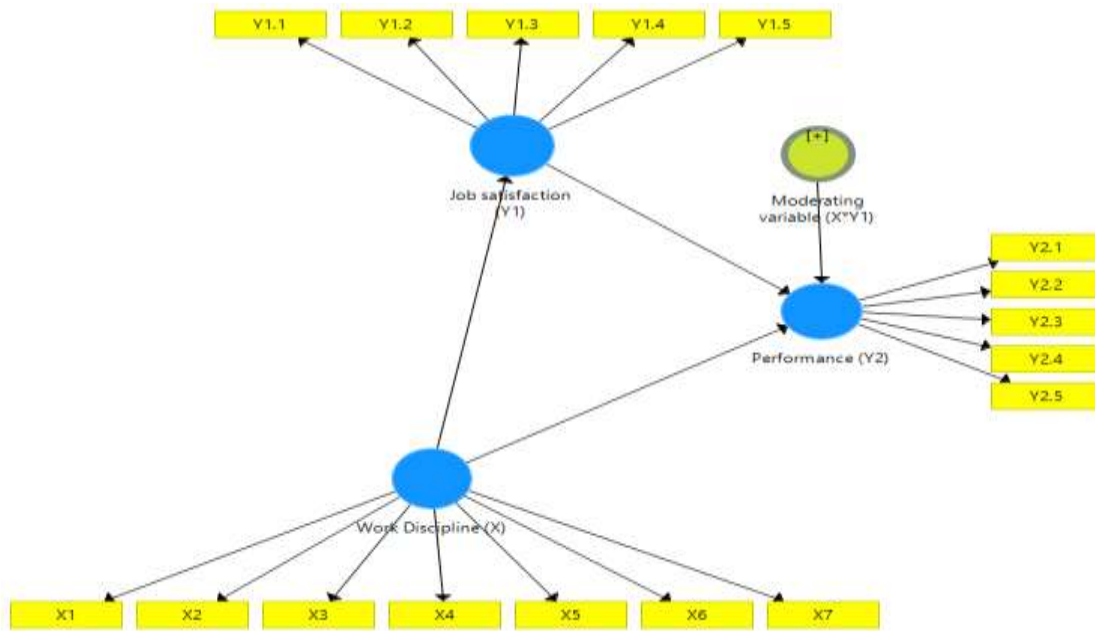 Y1.1 Y1.2 Y1.3 Y1.4 Y1.5
[+]
Job satisfaction
(Y1)
Moderating
variable (X*Y1)
Y2.1
Y2.2
Y2.3
Y2.4
Y2.5
Performance (Y2)
Work Discipline (X)
X1 X2 X3 X4 X5 X6 X7